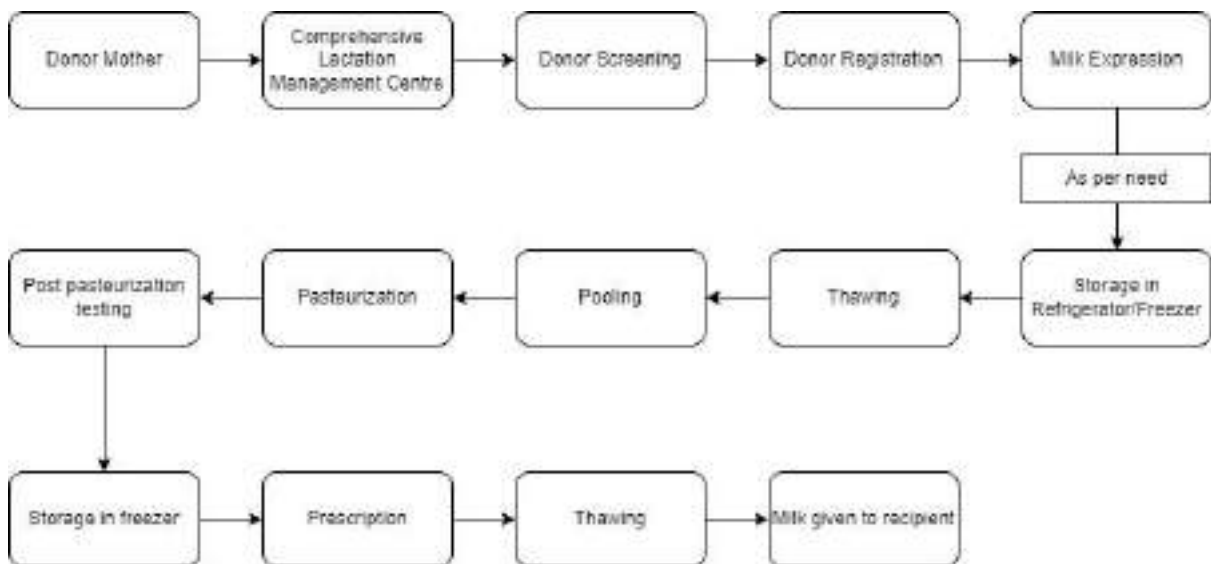 Donor Mother
Comprehensive
Lactation
Management Centre
Donor Screening
Donor Registration
Milk Expression
As per need
Storage in
Refrigerator/Freezer
Thawing
Pooling
Pasteurization
Post pasteurization
testing
Storage in freezer
Prescription
Thawing
Milk given to recipient